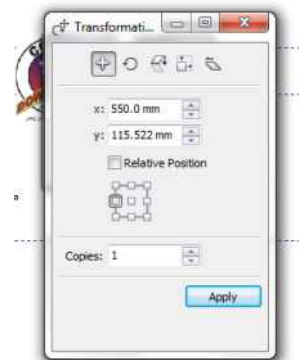 Transformati...
x: 550.0 mm
y: 115.522 mm
Relative Position
Copies: 1
Apply